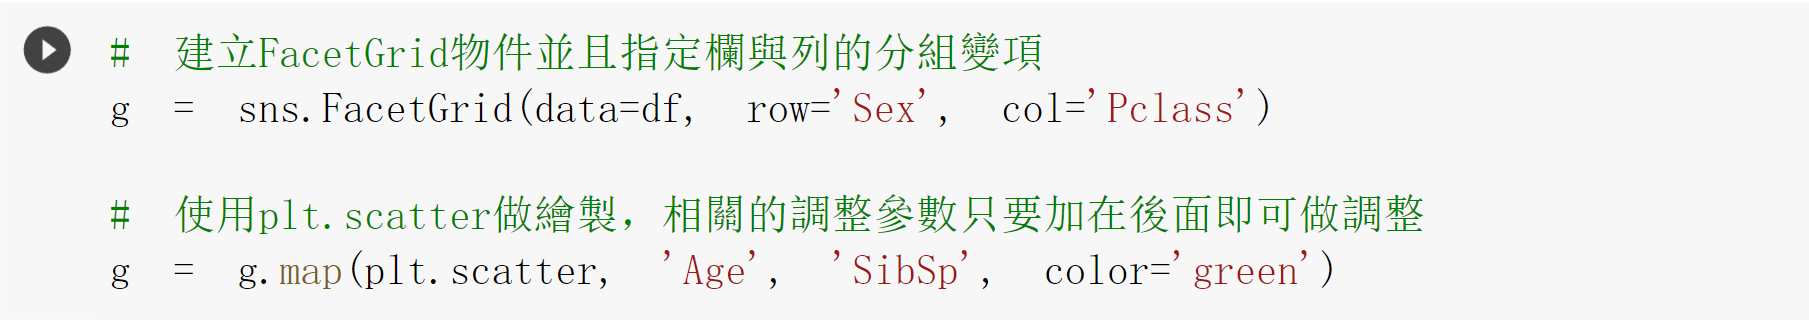 # 建立FacetGrid物件並且指定欄與列的分組變項
g = sns.FacetGrid(data=df, row='Sex', col='Pclass')
# 使用plt.scatter做繪製，相關的調整參數只要加在後面即可做調整
g = g.map(plt.scatter, 'Age', 'SibSp', color='green')